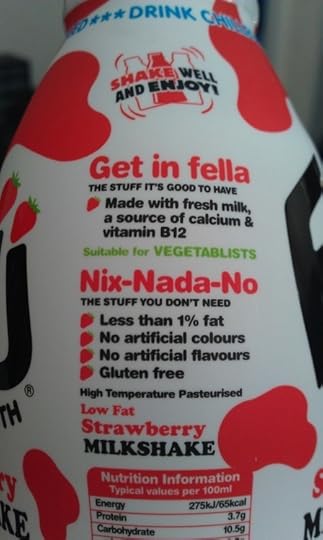 ★★★ DRINK
SHAKE WELL
AND ENJOY!
Get in fella
THE STUFF IT'S GOOD TO HAVE
Made with fresh milk,
a source of calcium &
vitamin B12
Suitable for VEGETABLISTS
Nix-Nada-No
THE STUFF YOU DON'T NEED
Less than 1% fat
No artificial colours
No artificial flavours
Gluten free
High Temperature Pasteurised
Low Fat
Strawberry
MILKSHAKE
Nutrition Information
Typical values per 100ml
Energy 275kJ/65kcal
Protein 3.7g
Carbohydrate 10.5g